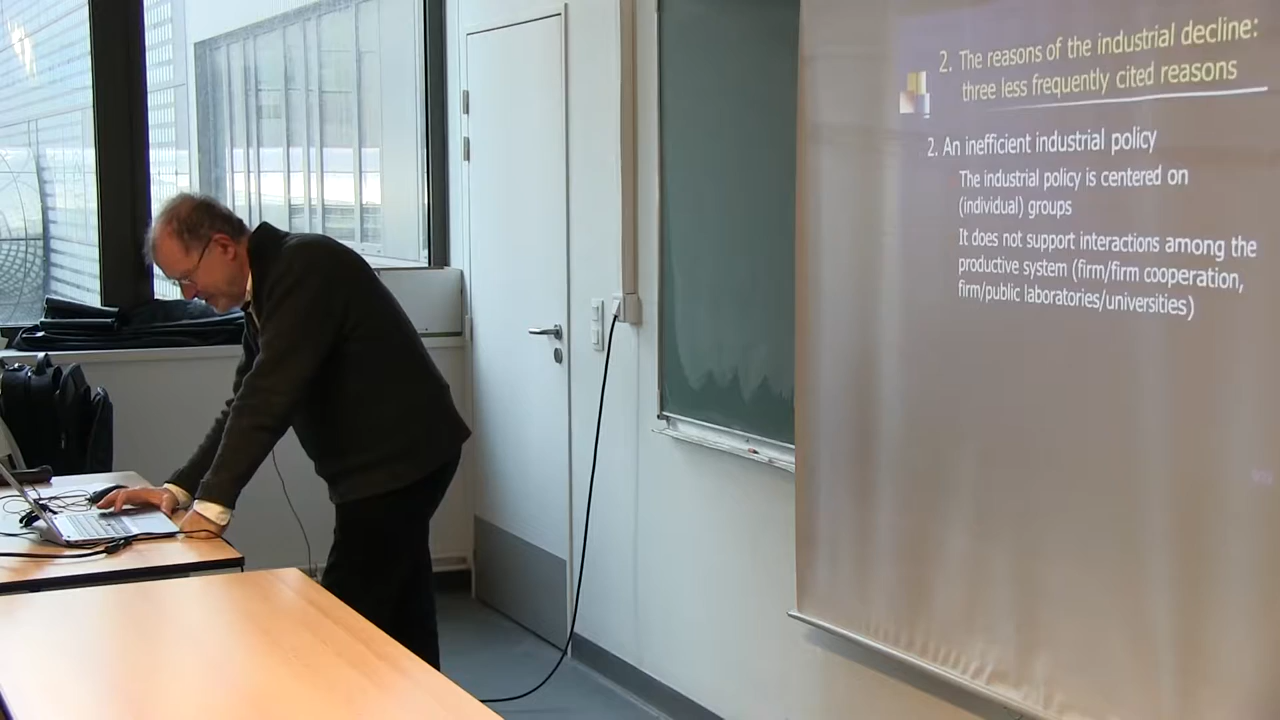 2. The reasons of the industrial decline:
three less frequently cited reasons
2. An inefficient industrial policy
The industrial policy is centered on
(individual) groups
It does not support interactions among the
productive system (firm/firm cooperation,
firm/public laboratories/universities)